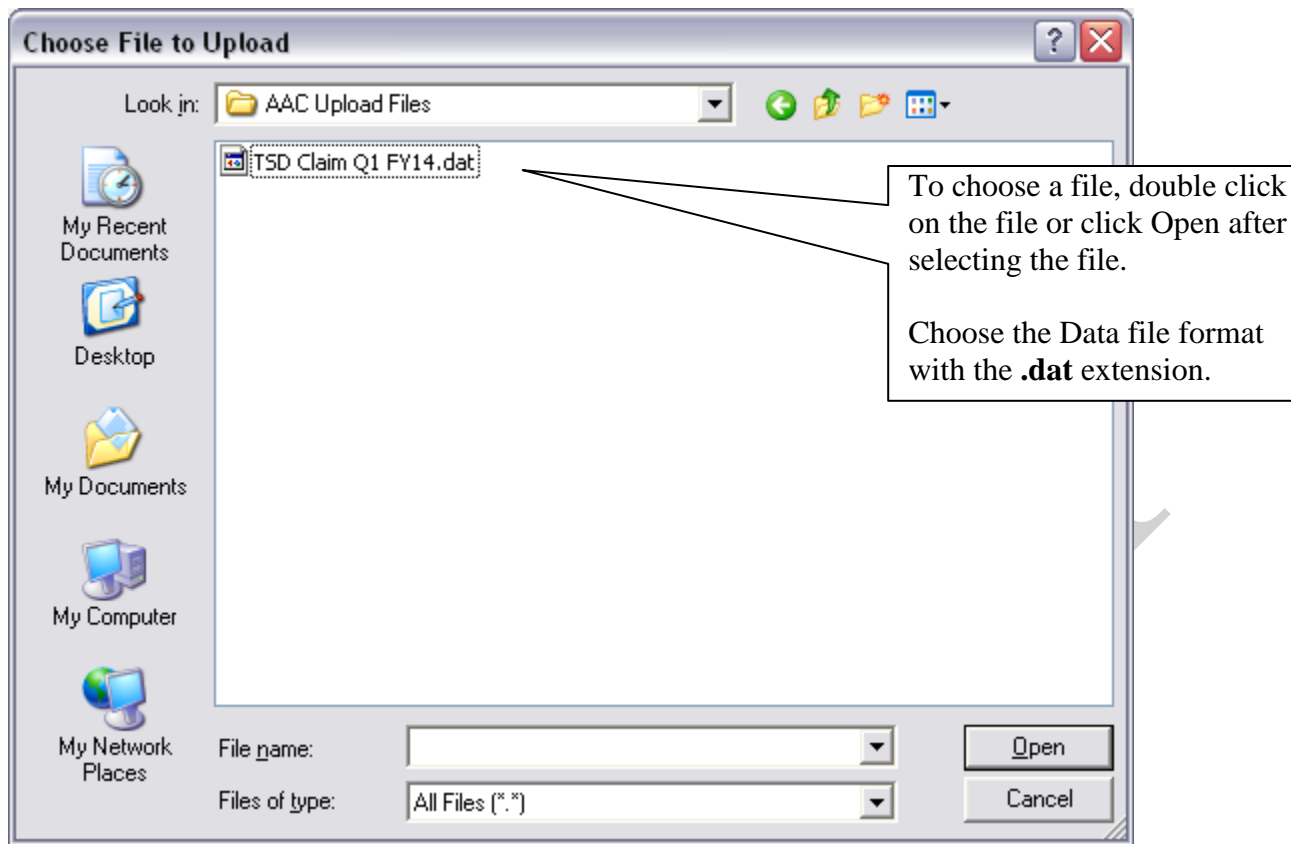 Choose File to Upload
Look in:
AAC Upload Files
TSD Claim Q1 FY14.dat
To choose a file, double click
on the file or click Open after
selecting the file.
Choose the Data file format
with the .dat extension.
My Recent
Documents
Desktop
My Documents
My Computer
My Network
Places
File name:
Open
Files of type:
All Files (*.*)
Cancel